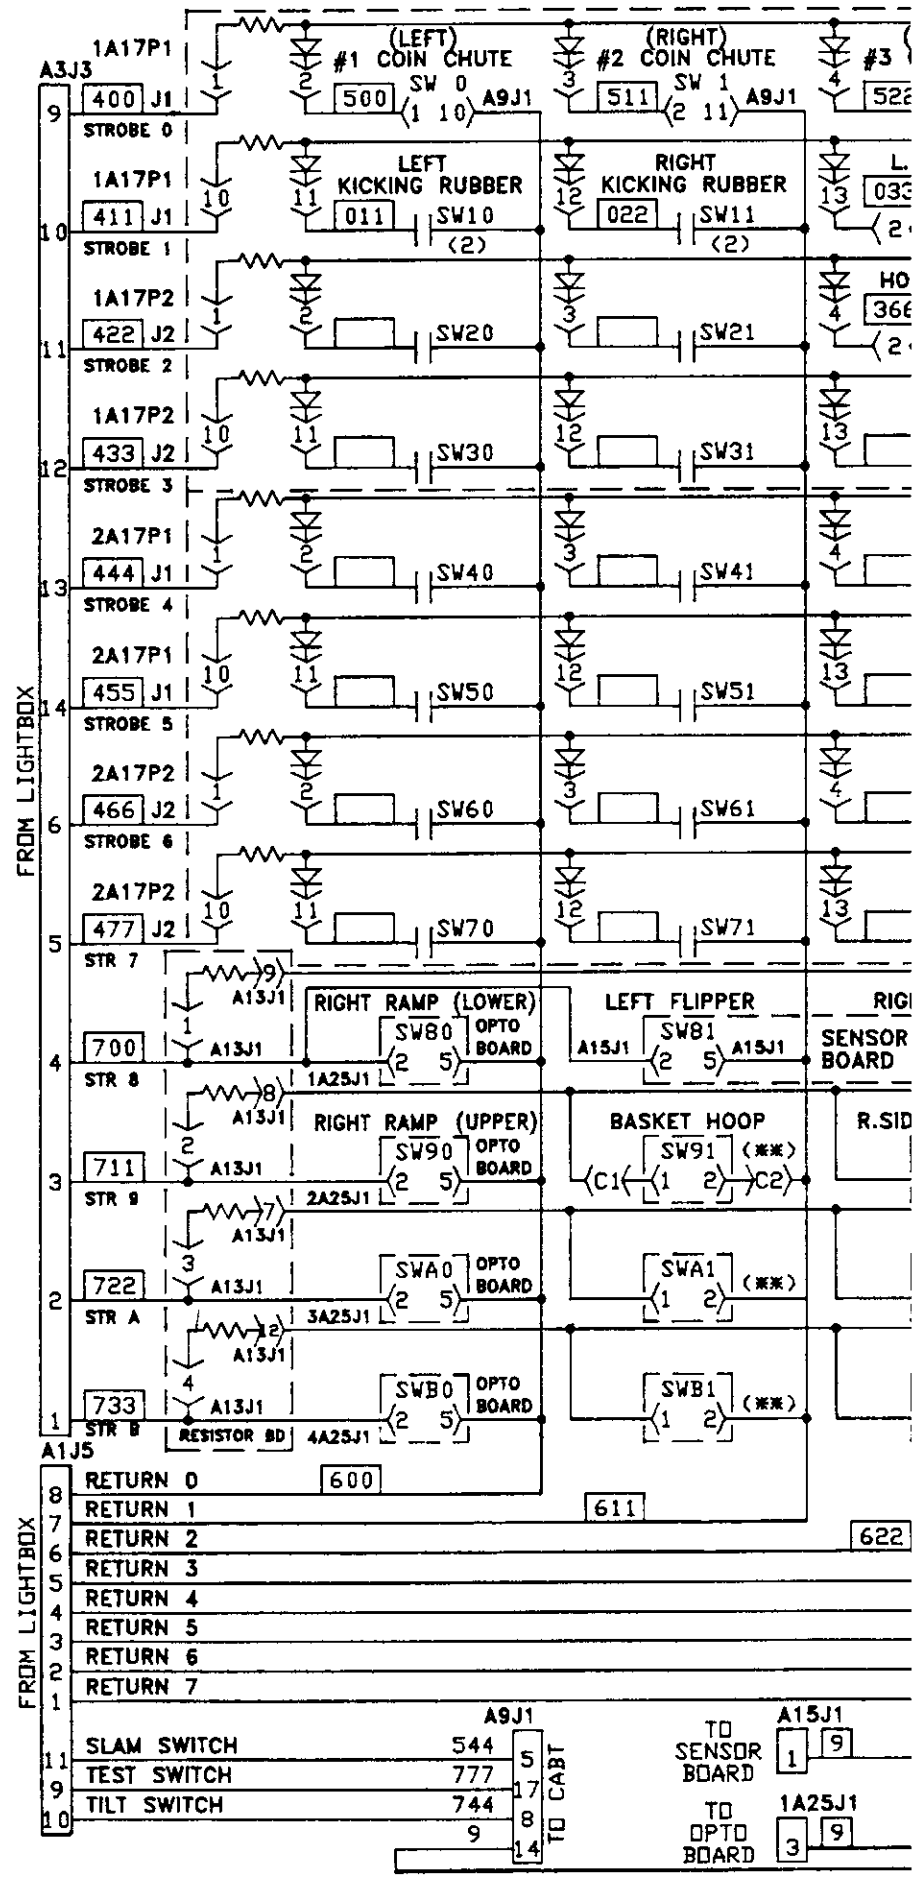 1A17P1
A3J3
(LEFT)
#1 COIN CHUTE
(RIGHT)
#2 COIN CHUTE
#3 (
1
2
3
4
SW 0
SW 1
9
400 J1
500
1 10
A9J1
511
2 11
A9J1
522
STROBE 0
1A17P1
LEFT
KICKING RUBBER
RIGHT
KICKING RUBBER
L.
10
11
12
13
033
10
411 J1
011
SW10
(2)
022
SW11
(2)
2
STROBE 1
1A17P2
HO
1
2
3
4
366
11
422 J2
SW20
SW21
2
STROBE 2
1A17P2
10
11
12
13
12
433 J2
SW30
SW31
STROBE 3
2A17P1
1
2
3
4
13
444 J1
SW40
SW41
STROBE 4
2A17P1
10
11
12
13
14
455 J1
SW50
SW51
STROBE 5
2A17P2
1
2
3
4
6
466 J2
SW60
SW61
STROBE 6
2A17P2
10
11
12
13
5
477 J2
SW70
SW71
STR 7
FROM LIGHTBOX
9
A13J1
1
RIGHT RAMP (LOWER)
LEFT FLIPPER
RIG
4
700
A13J1
SW80
2 5
OPTO
BOARD
A15J1
SW81
2 5
A15J1
SENSOR
BOARD
STR 8
1A25J1
8
A13J1
2
RIGHT RAMP (UPPER)
BASKET HOOP
R.SID
3
711
A13J1
SW90
2 5
OPTO
BOARD
C1
SW91
1 2
(**)
C2
STR 9
2A25J1
7
A13J1
3
2
722
A13J1
SWA0
2 5
OPTO
BOARD
SWA1
1 2
(**)
STR A
3A25J1
12
A13J1
4
1
733
A13J1
SWB0
2 5
OPTO
BOARD
SWB1
1 2
(**)
STR B
RESISTOR BD
4A25J1
A1J5
8
RETURN 0
600
7
RETURN 1
611
6
RETURN 2
622
5
RETURN 3
4
RETURN 4
3
RETURN 5
2
RETURN 6
1
RETURN 7
FROM LIGHTBOX
A9J1
11
SLAM SWITCH
544
5
9
TEST SWITCH
777
17
10
TILT SWITCH
744
8
9
14
TO CABT
TO
SENSOR
BOARD
A15J1
1
9
TO
OPTO
BOARD
1A25J1
3
9